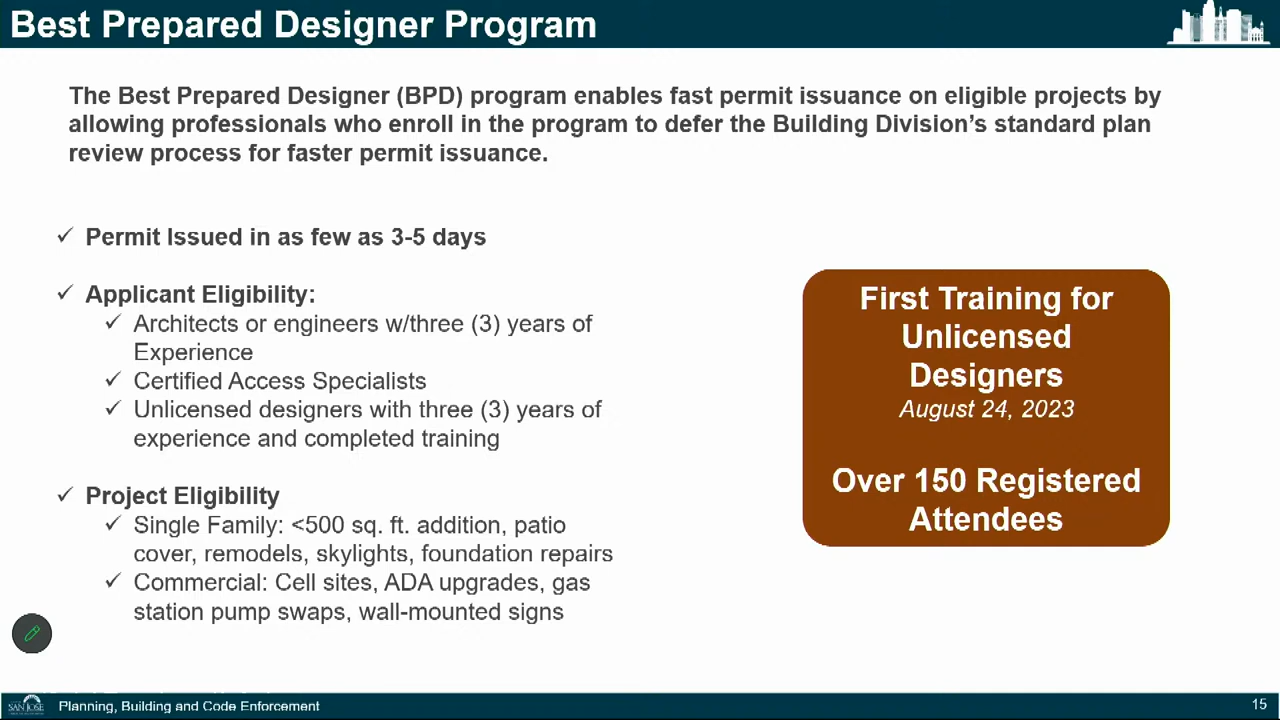 Best Prepared Designer Program
The Best Prepared Designer (BPD) program enables fast permit issuance on eligible projects by
allowing professionals who enroll in the program to defer the Building Division’s standard plan
review process for faster permit issuance.
✓ Permit Issued in as few as 3-5 days
✓ Applicant Eligibility:
✓ Architects or engineers w/three (3) years of
Experience
✓ Certified Access Specialists
✓ Unlicensed designers with three (3) years of
experience and completed training
✓ Project Eligibility
✓ Single Family: <500 sq. ft. addition, patio
cover, remodels, skylights, foundation repairs
✓ Commercial: Cell sites, ADA upgrades, gas
station pump swaps, wall-mounted signs
First Training for
Unlicensed
Designers
August 24, 2023
Over 150 Registered
Attendees
SAN JOSE
Planning, Building and Code Enforcement
15